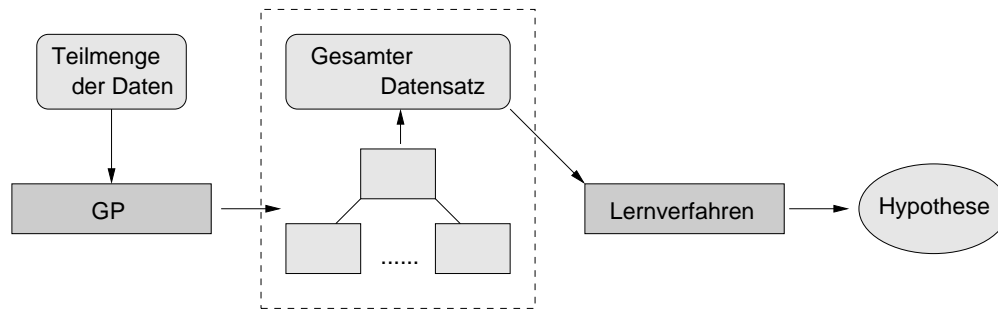 Teilmenge
der Daten
Gesamter
Datensatz
GP
......
Lernverfahren
Hypothese